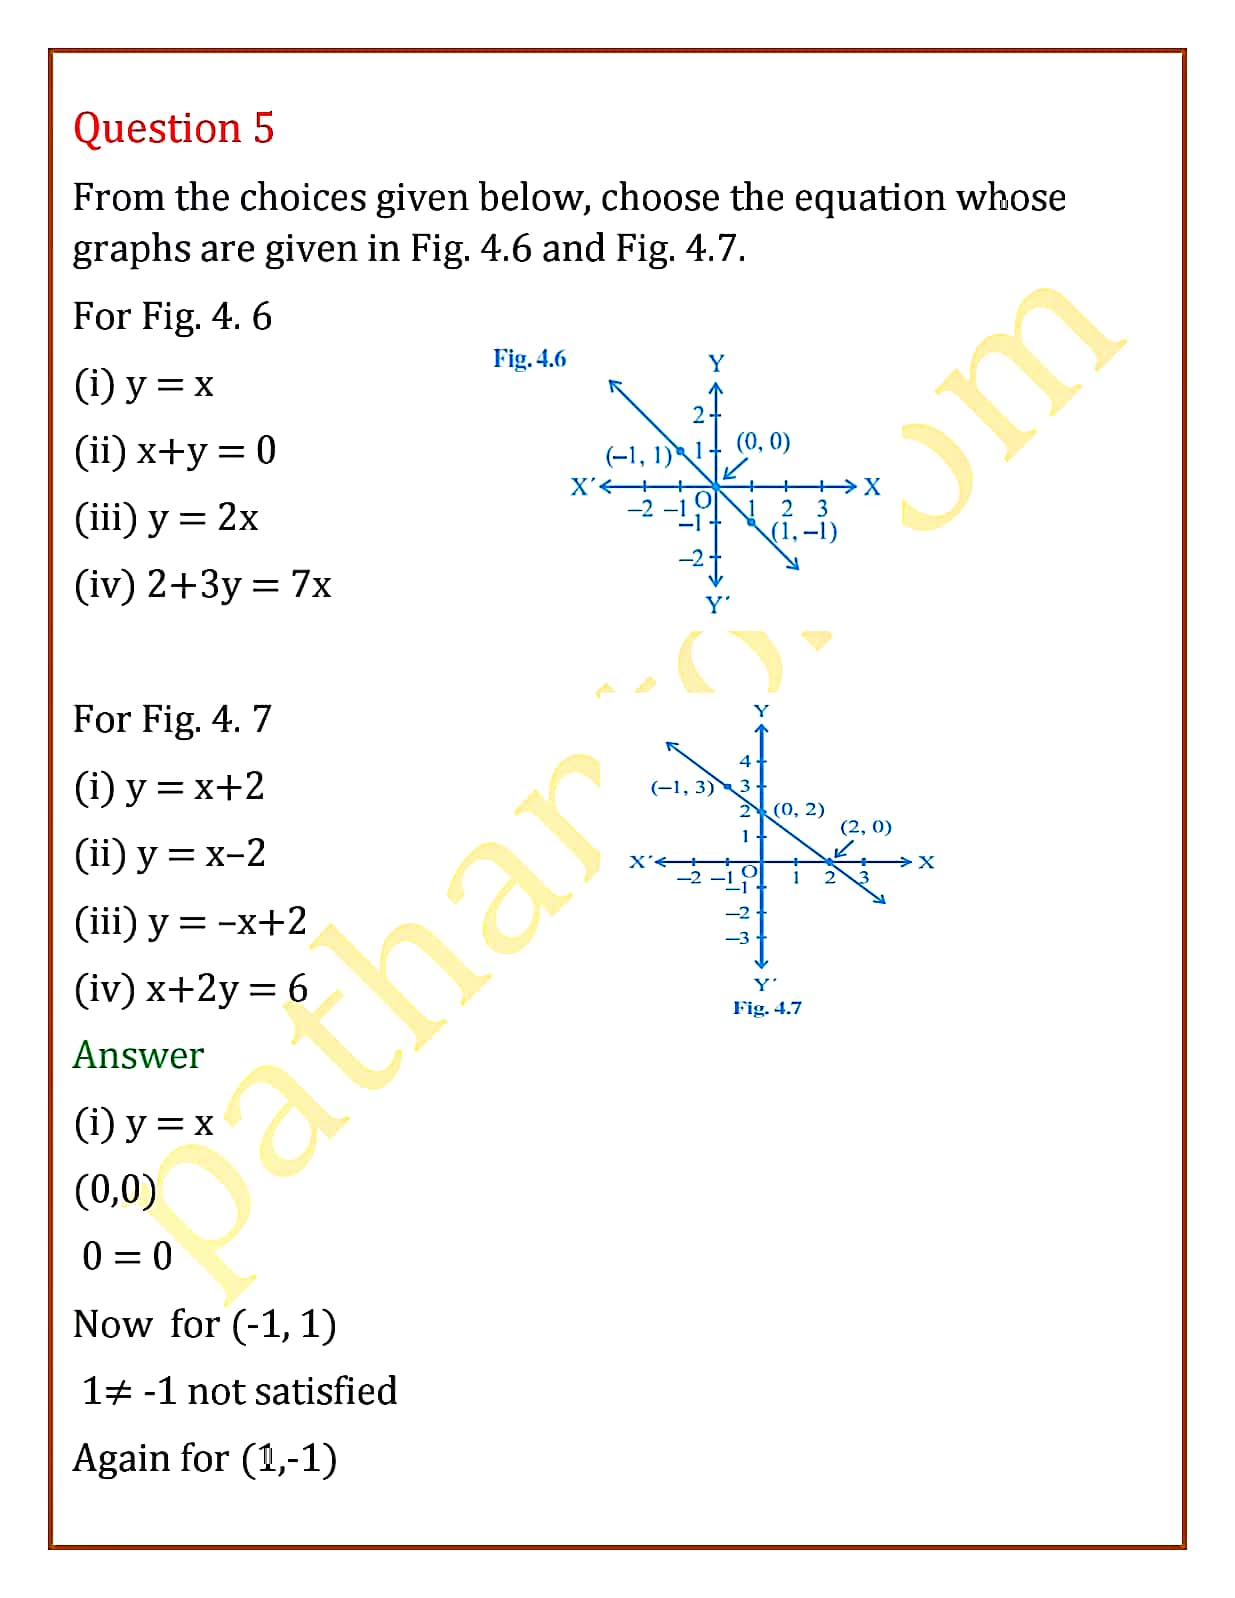 Question 5
From the choices given below, choose the equation whose
graphs are given in Fig. 4.6 and Fig. 4.7.
For Fig. 4. 6
(i) y = x
(ii) x+y = 0
(iii) y = 2x
(iv) 2+3y = 7x
Fig. 4.6
Y
2
(–1, 1) 1 (0, 0)
X′ X
–2 –1 O 1 2 3
–1 (1, –1)
–2
Y′
For Fig. 4. 7
(i) y = x+2
(ii) y = x–2
(iii) y = –x+2
(iv) x+2y = 6
Y
4
(–1, 3) 3
2 (0, 2)
1 (2, 0)
X′ X
–2 –1 O 1 2 3
–1
–2
–3
Y′
Fig. 4.7
Answer
(i) y = x
(0,0)
0 = 0
Now for (-1, 1)
1≠ -1 not satisfied
Again for (1,-1)